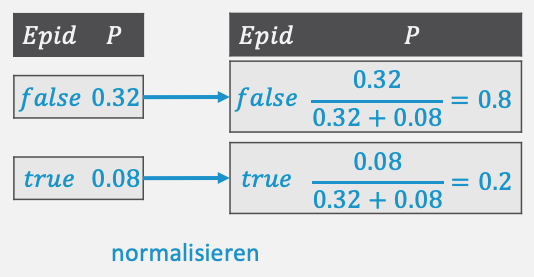 Epid P Epid P
false 0.32 false 0.32 / (0.32 + 0.08) = 0.8
true 0.08 true 0.08 / (0.32 + 0.08) = 0.2
normalisieren